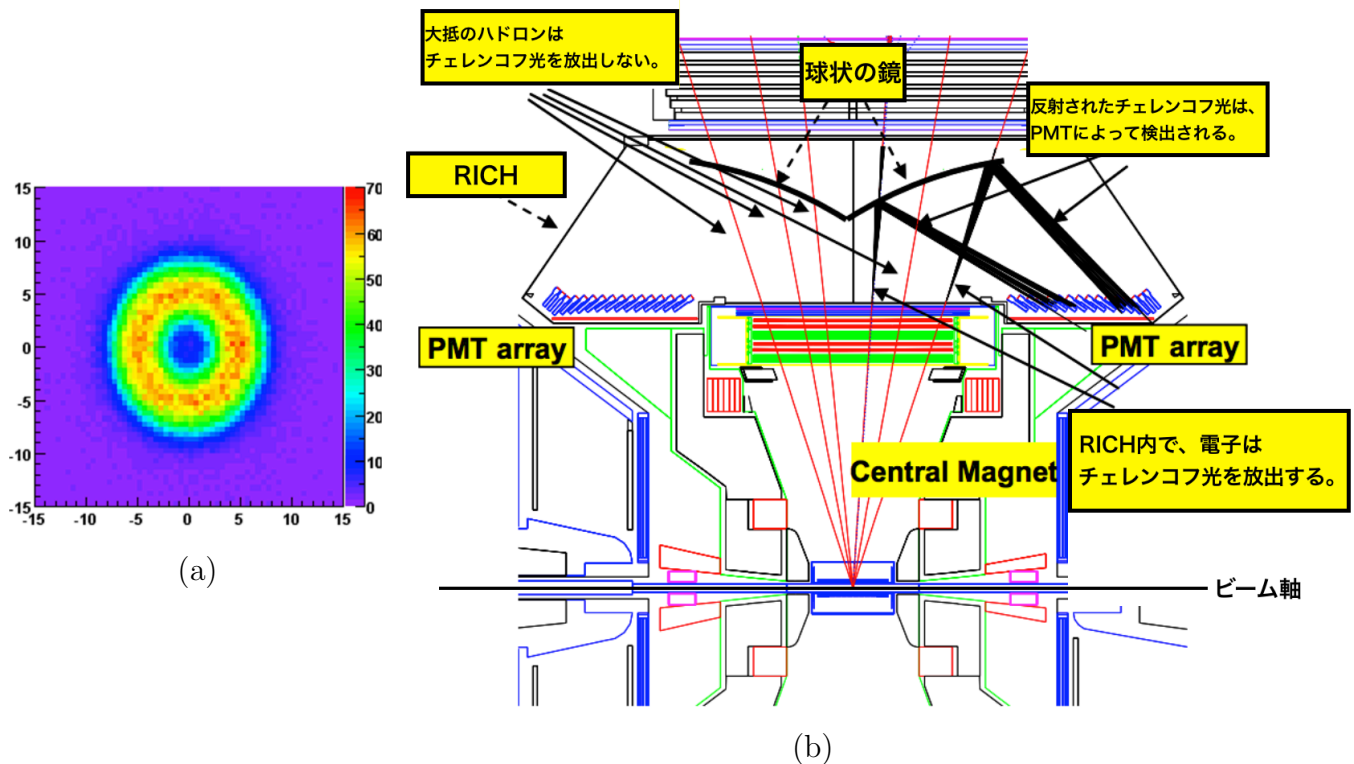 15
10
5
0
-5
-10
-15
-15 -10 -5 0 5 10 15
70
60
50
40
30
20
10
0
(a)
大抵のハドロンは
チェレンコフ光を放出しない。
球状の鏡
反射されたチェレンコフ光は、
PMTによって検出される。
RICH
PMT array
PMT array
RICH内で、電子は
チェレンコフ光を放出する。
Central Magnet
ビーム軸
(b)